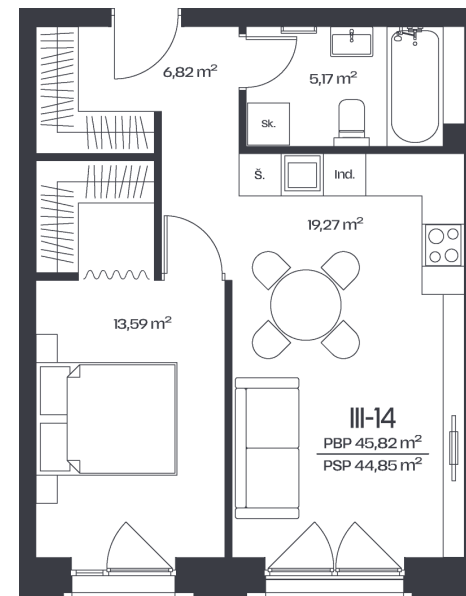 6,82 m²
5,17 m²
Sk.
Š.
Ind.
19,27 m²
13,59 m²
III-14
PBP 45,82 m²
PSP 44,85 m²